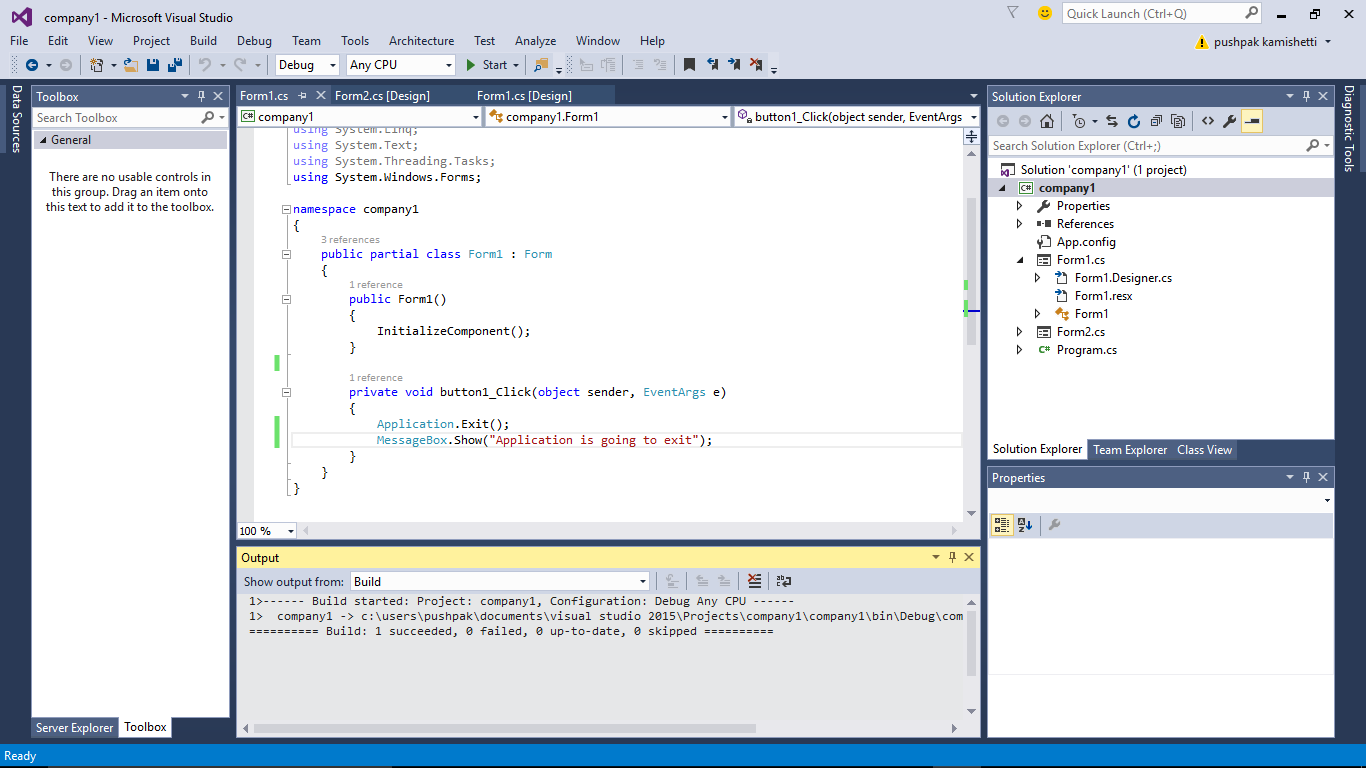 company1 - Microsoft Visual Studio
Quick Launch (Ctrl+Q)
File Edit View Project Build Debug Team Tools Architecture Test Analyze Window Help
pushpak kamishetti
Debug Any CPU Start
Data Sources
Toolbox
Search Toolbox
General
There are no usable controls in
this group. Drag an item onto
this text to add it to the toolbox.
Server Explorer Toolbox
Form1.cs Form2.cs [Design] Form1.cs [Design]
company1 company1.Form1 button1_Click(object sender, EventArgs
using System.Linq;
using System.Text;
using System.Threading.Tasks;
using System.Windows.Forms;
namespace company1
{
3 references
public partial class Form1 : Form
{
1 reference
public Form1()
{
InitializeComponent();
}
1 reference
private void button1_Click(object sender, EventArgs e)
{
Application.Exit();
MessageBox.Show("Application is going to exit");
}
}
}
100 %
Output
Show output from: Build
1>------ Build started: Project: company1, Configuration: Debug Any CPU ------
1>  company1 -> c:\users\pushpak\documents\visual studio 2015\Projects\company1\company1\bin\Debug\com
========== Build: 1 succeeded, 0 failed, 0 up-to-date, 0 skipped ==========
Solution Explorer
Search Solution Explorer (Ctrl+;)
Solution 'company1' (1 project)
C# company1
Properties
References
App.config
Form1.cs
Form1.Designer.cs
Form1.resx
Form1
Form2.cs
C# Program.cs
Solution Explorer Team Explorer Class View
Properties
Diagnostic Tools
Ready